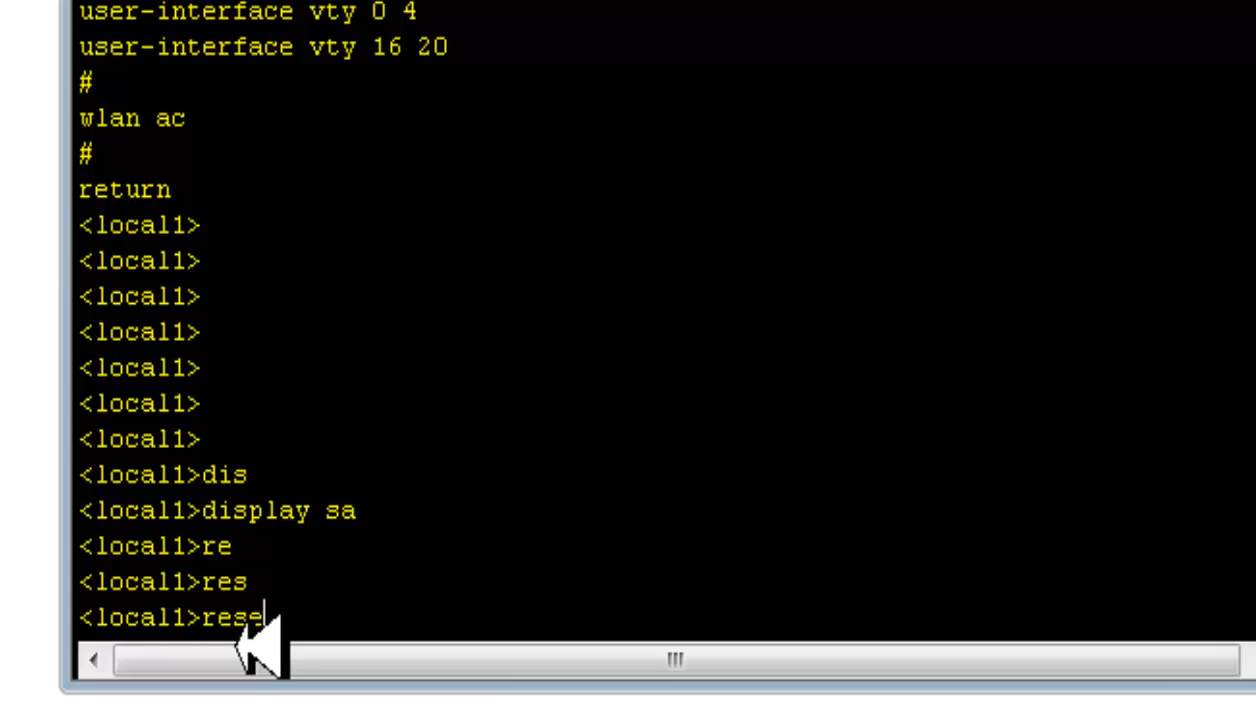 user-interface vty 0 4
user-interface vty 16 20
#
wlan ac
#
return
<local1>
<local1>
<local1>
<local1>
<local1>
<local1>
<local1>
<local1>dis
<local1>display sa
<local1>re
<local1>res
<local1>rese